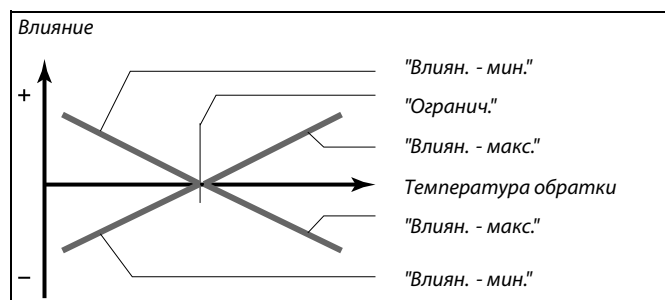 Влияние
"Влиян. - мин."
+
"Огранич."
"Влиян. - макс."
Температура обратки
"Влиян. - макс."
–
"Влиян. - мин."